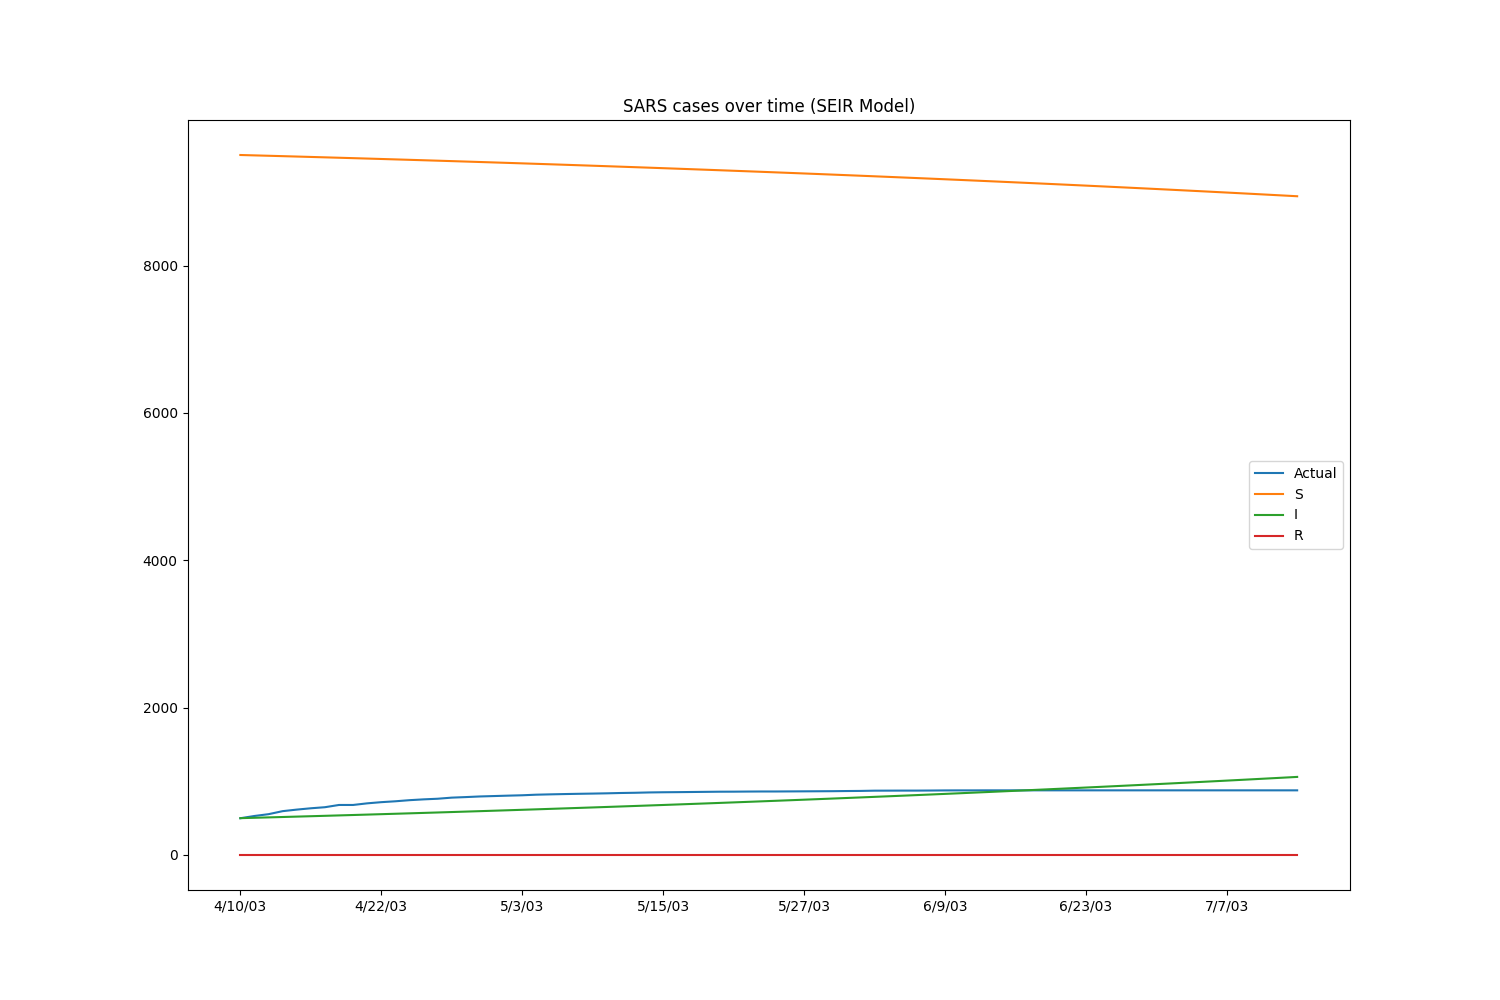 SARS cases over time (SEIR Model)
8000
6000
4000
2000
0
Actual
S
I
R
4/10/03
4/22/03
5/3/03
5/15/03
5/27/03
6/9/03
6/23/03
7/7/03